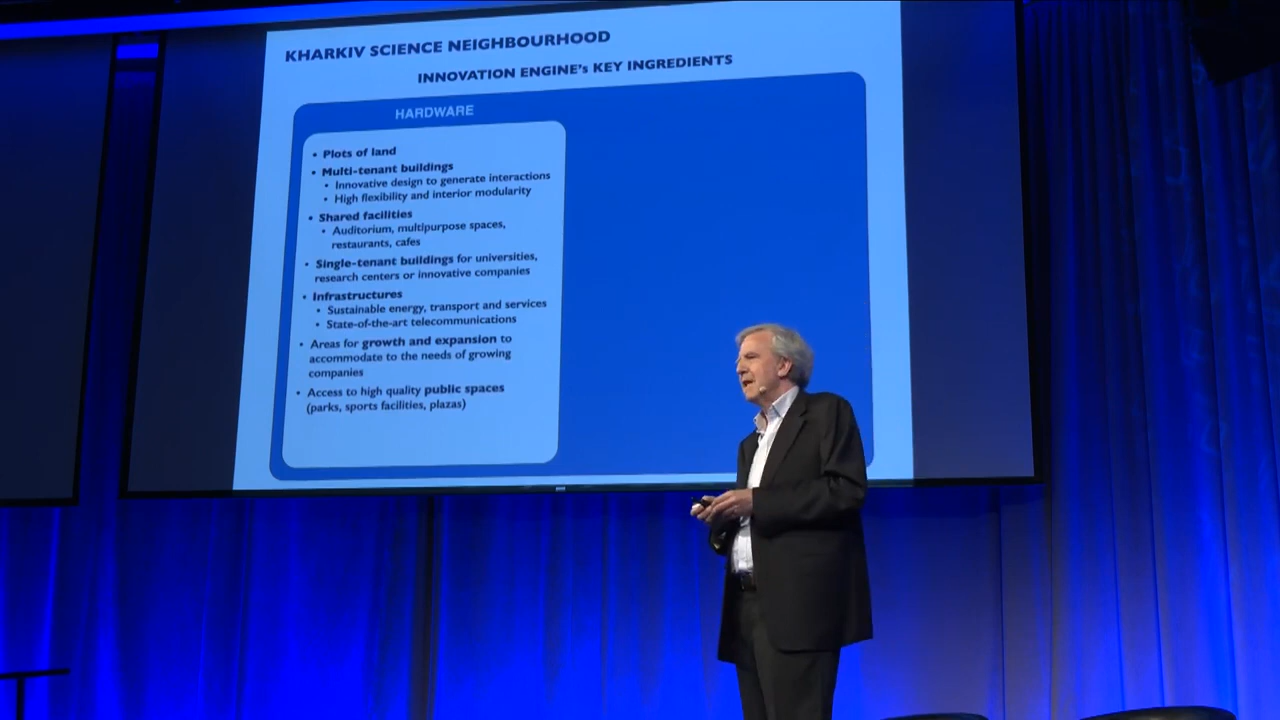 KHARKIV SCIENCE NEIGHBOURHOOD
INNOVATION ENGINE's KEY INGREDIENTS
HARDWARE
• Plots of land
• Multi-tenant buildings
• Innovative design to generate interactions
• High flexibility and interior modularity
• Shared facilities
• Auditorium, multipurpose spaces,
restaurants, cafes
• Single-tenant buildings for universities,
research centers or innovative companies
• Infrastructures
• Sustainable energy, transport and services
• State-of-the-art telecommunications
• Areas for growth and expansion to
accommodate to the needs of growing
companies
• Access to high quality public spaces
(parks, sports facilities, plazas)